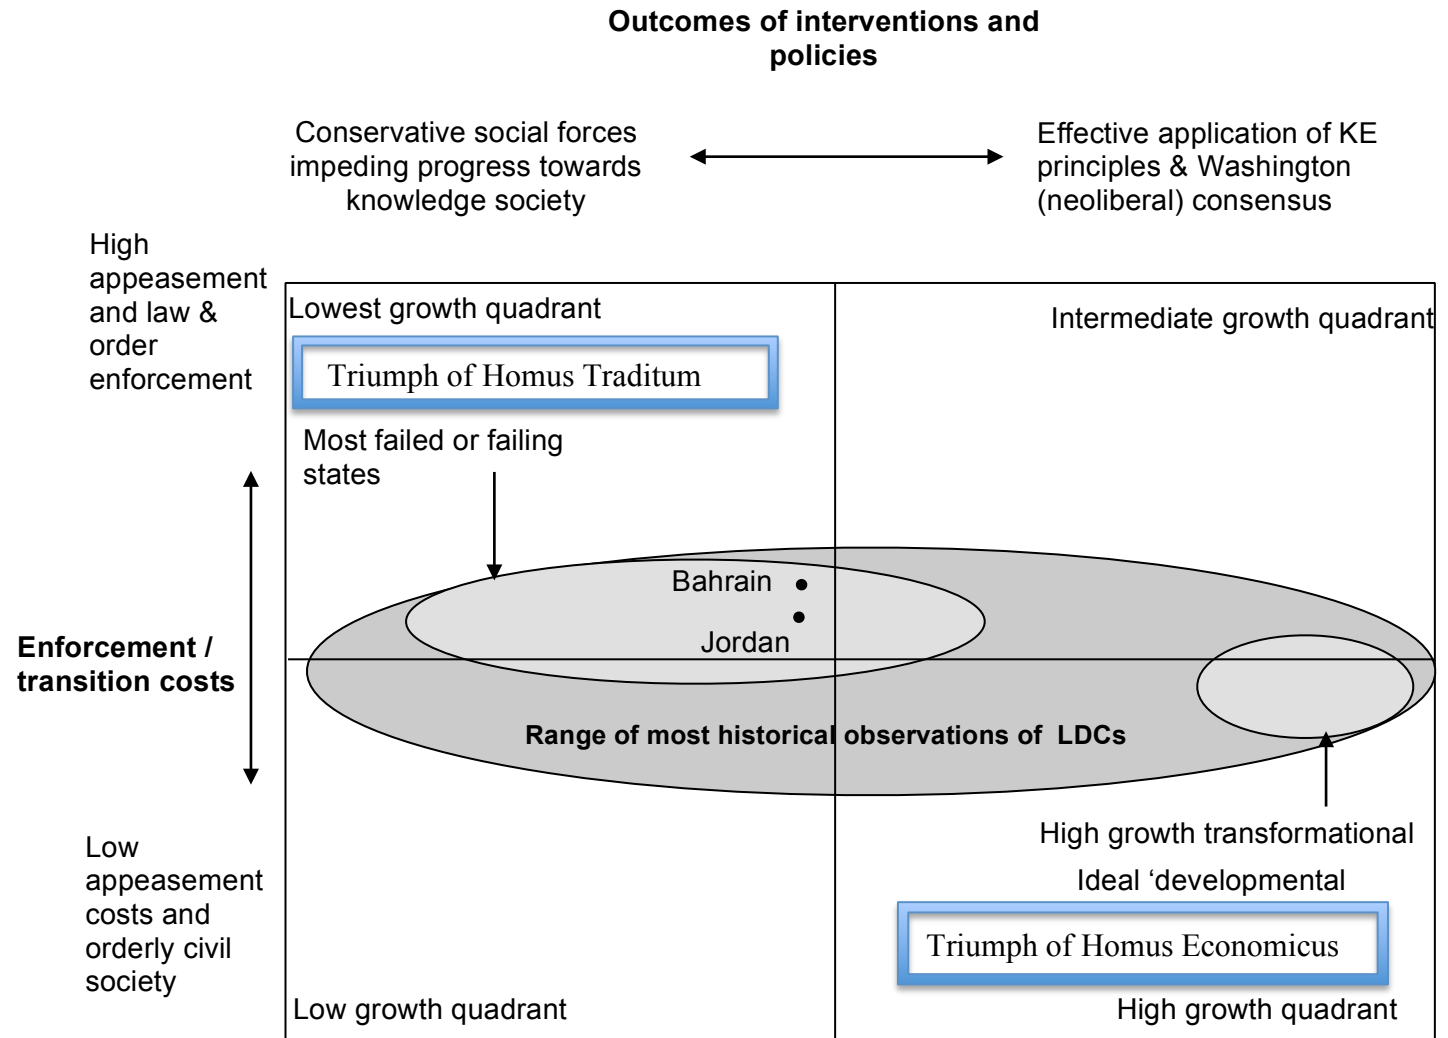 Outcomes of interventions and
policies
Conservative social forces
impeding progress towards
knowledge society
Effective application of KE
principles & Washington
(neoliberal) consensus
High
appeasement
and law &
order
enforcement
Lowest growth quadrant
Intermediate growth quadrant
Triumph of Homus Traditum
Most failed or failing
states
Bahrain
Jordan
Enforcement /
transition costs
Range of most historical observations of LDCs
Low
appeasement
costs and
orderly civil
society
High growth transformational
Ideal ‘developmental
Triumph of Homus Economicus
Low growth quadrant
High growth quadrant